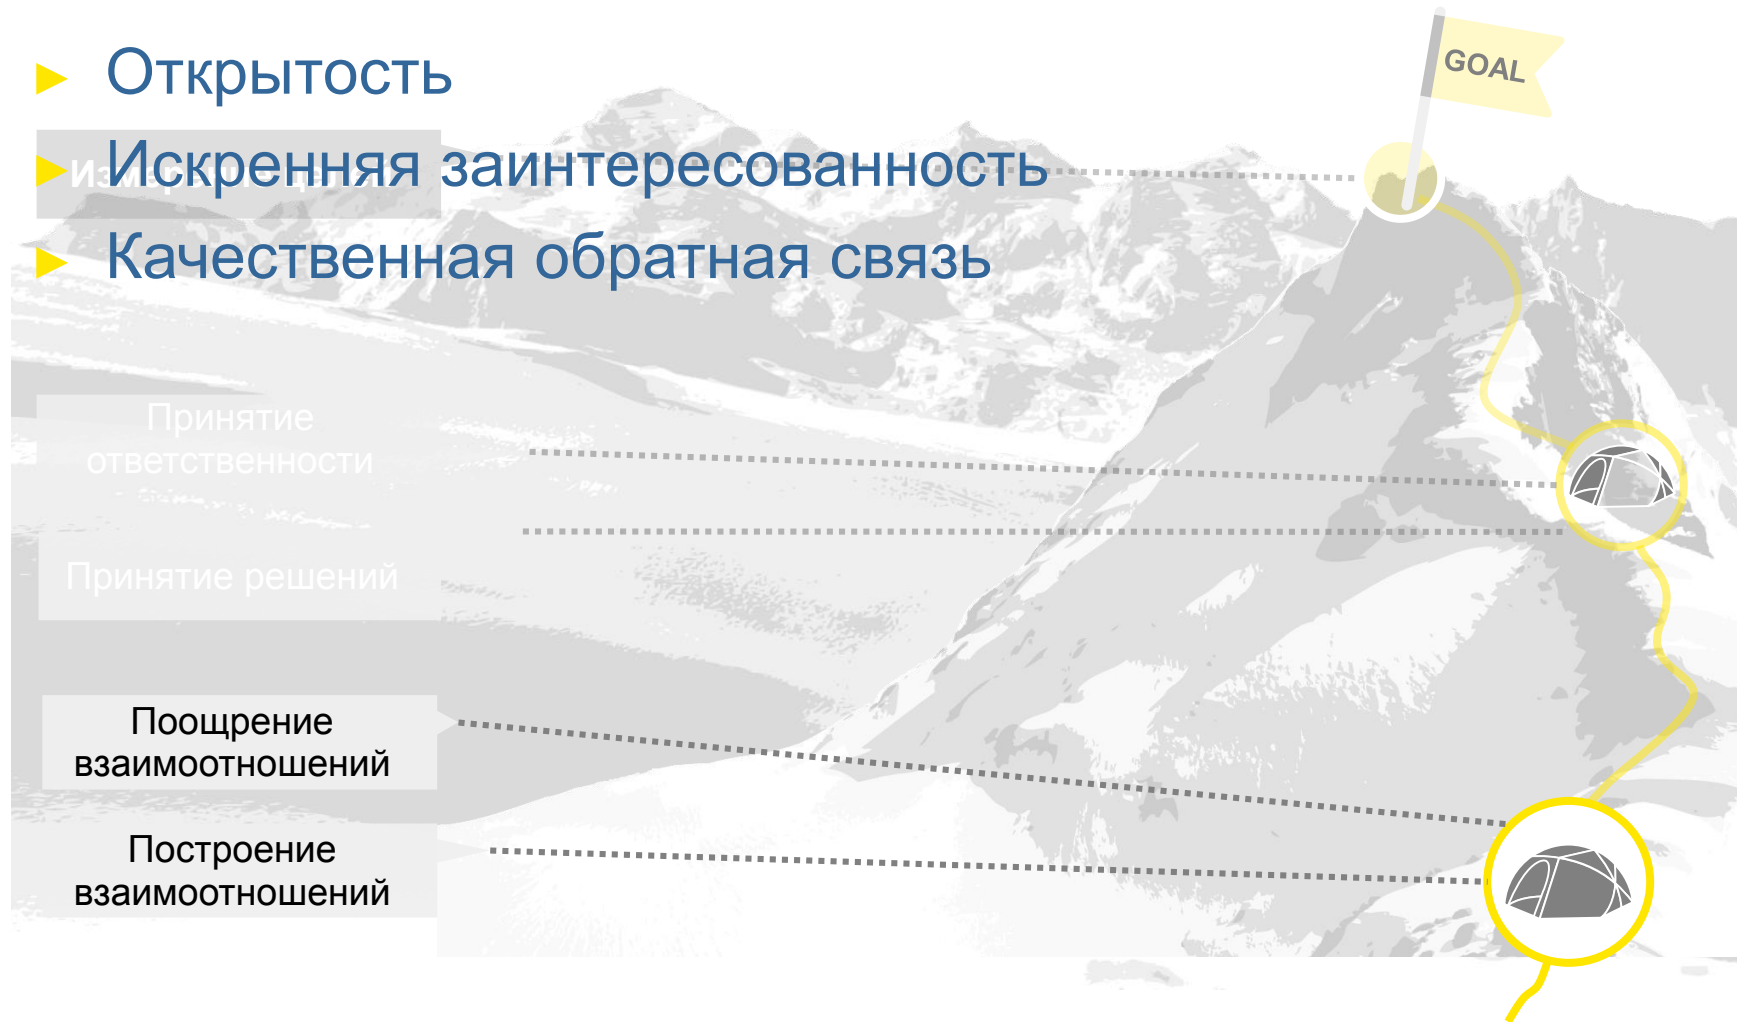 Открытость
GOAL
Искренняя заинтересованность
Качественная обратная связь
Принятие
ответственности
Принятие решений
Поощрение
взаимоотношений
Построение
взаимоотношений